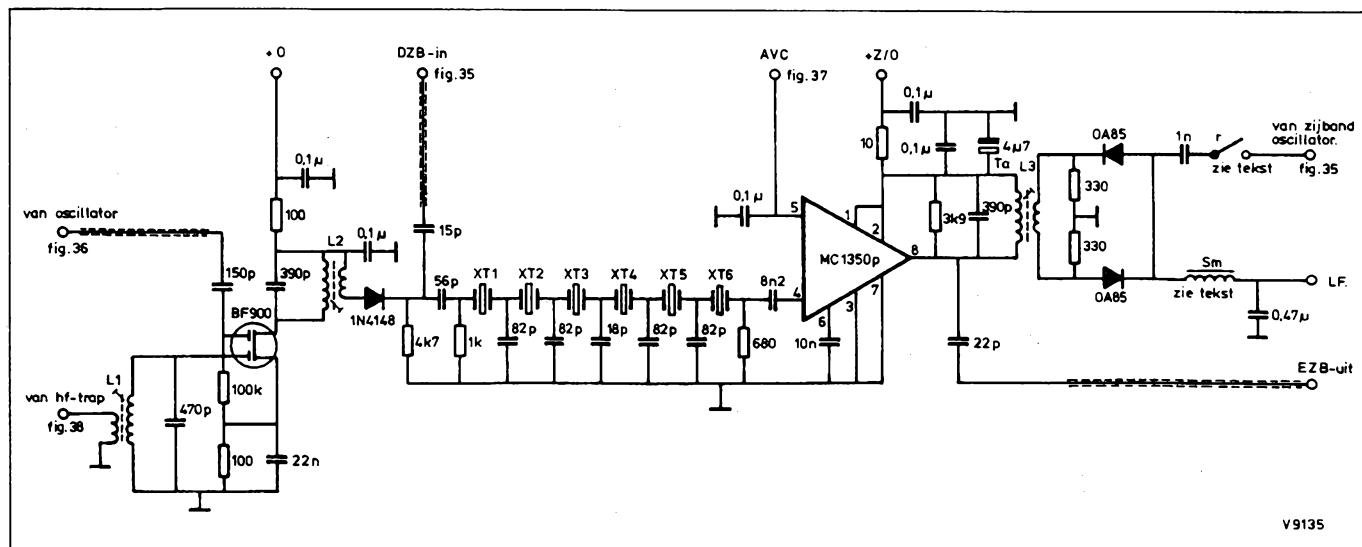 +O
DZB-in
fig.35
AVC
fig.37
+Z/O
0,1µ
0,1µ
0,1µ
4µ7
Ta
OA85
1n
r
zie tekst
van zijband
oscillator.
fig.35
van oscillator
fig.36
150p
100
390p
L2
0,1µ
BF900
1N4148
15p
56p
XT1
XT2
XT3
XT4
XT5
XT6
8n2
0,1µ
5
4
1
2
MC1350p
8
7
3
6
3k9
390p
L3
330
330
OA85
Sm
zie tekst
LF.
0,47µ
van hf-trap
fig.38
L1
470p
100k
100
22n
4k7
1k
82p
82p
18p
82p
82p
680
10n
22p
EZB-uit
V9135